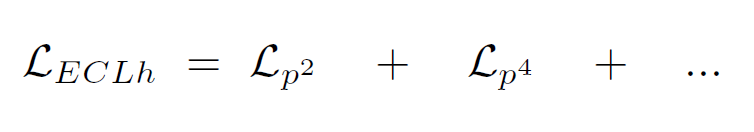 ℒ_{ECLh} = ℒ_{p^2} + ℒ_{p^4} + ...